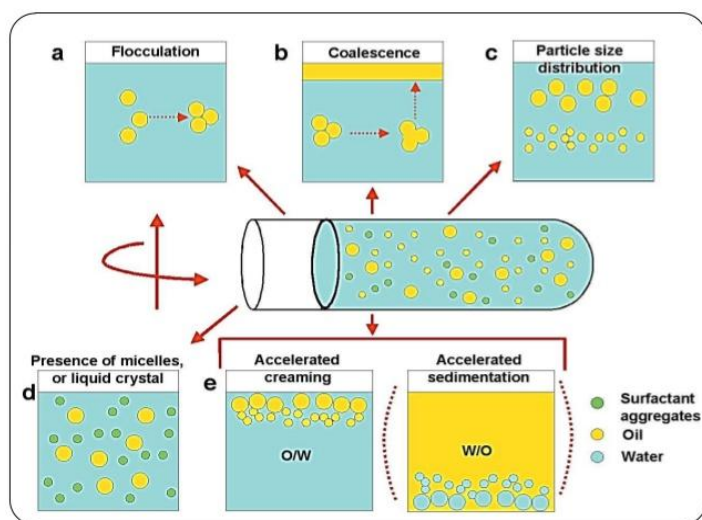 a
Flocculation
b
Coalescence
c
Particle size
distribution
Presence of micelles,
or liquid crystal
d
Accelerated
creaming
e
O/W
Accelerated
sedimentation
W/O
Surfactant
aggregates
Oil
Water